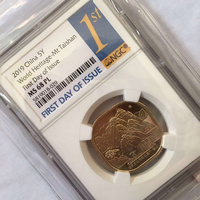 2019 China 5Y
World Heritage-Mt.Taishan
First Day of Issue
MS 68 PL
1st
NGC
FIRST DAY OF ISSUE